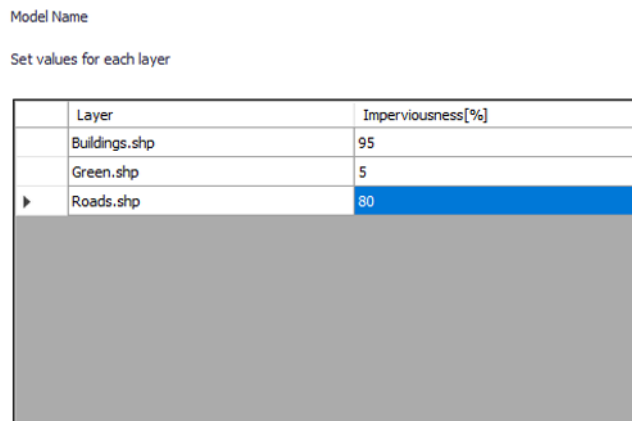 Model Name
Set values for each layer
Layer Imperviousness[%]
Buildings.shp 95
Green.shp 5
Roads.shp 80